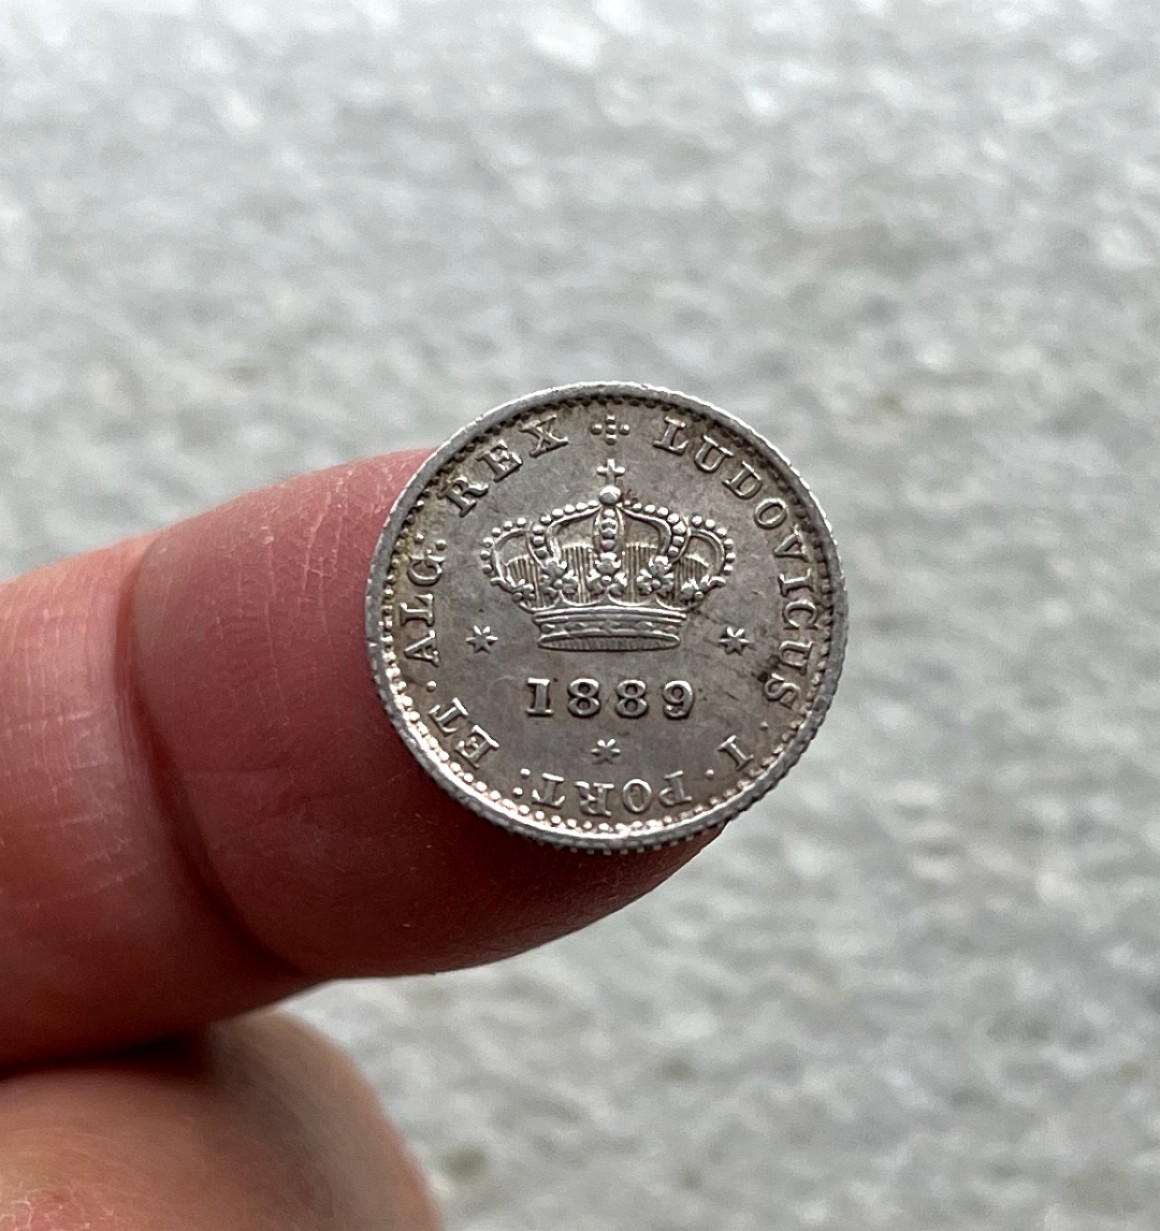 LUDOVICUS · I · PORT: ET · ALG: REX
1889